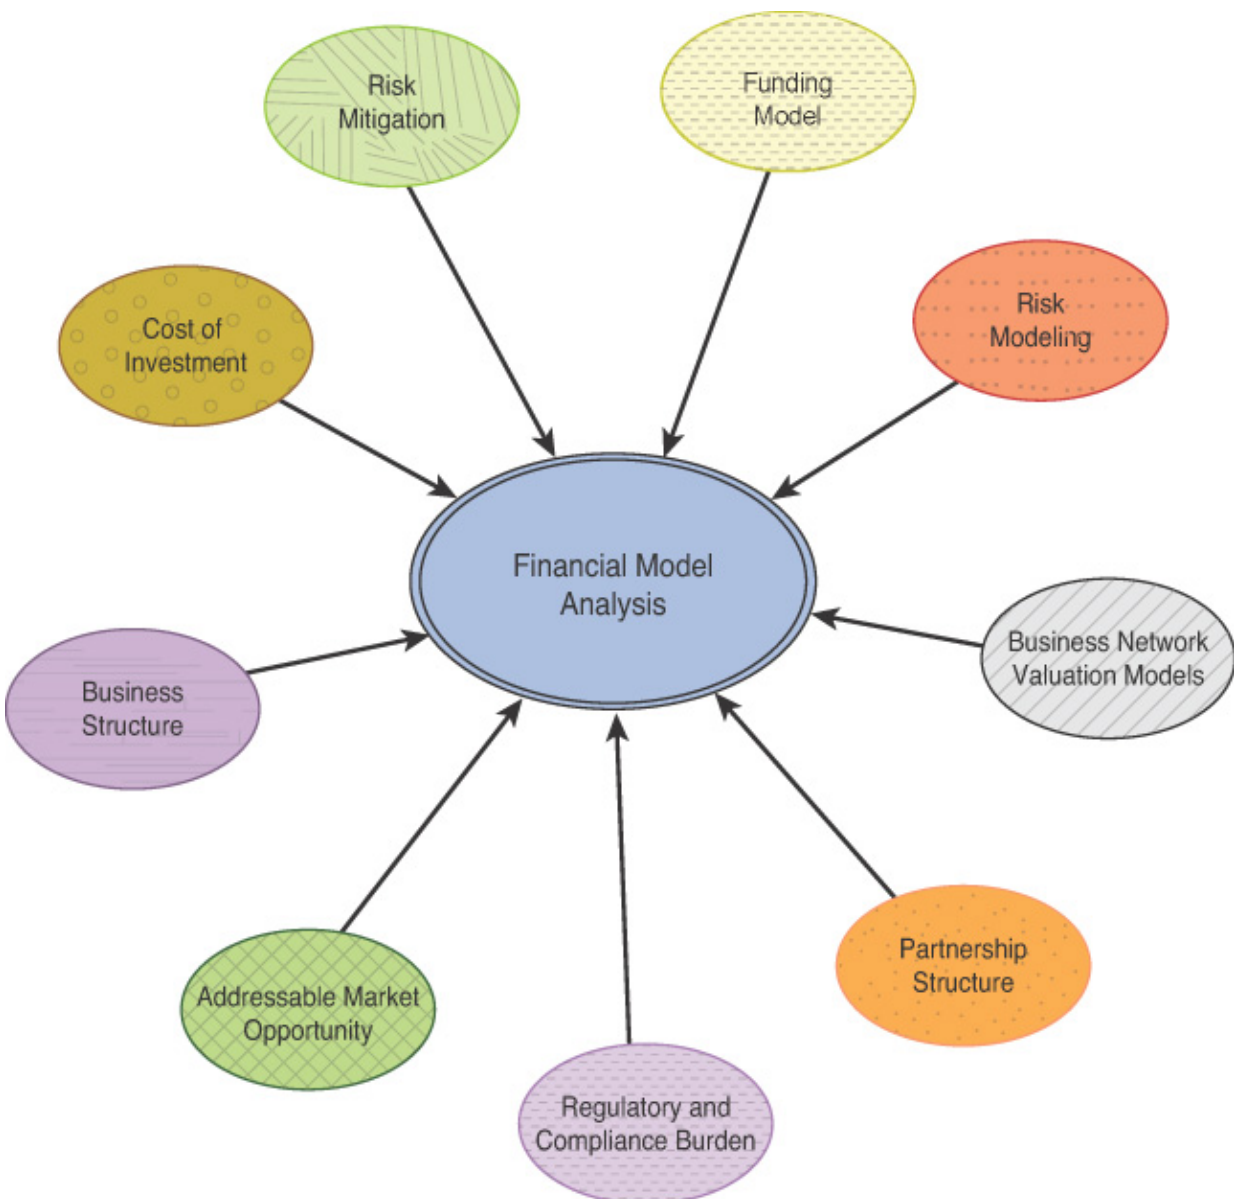 Risk
Mitigation
Funding
Model
Risk
Modeling
Cost of
Investment
Financial Model
Analysis
Business Network
Valuation Models
Business
Structure
Partnership
Structure
Addressable Market
Opportunity
Regulatory and
Compliance Burden